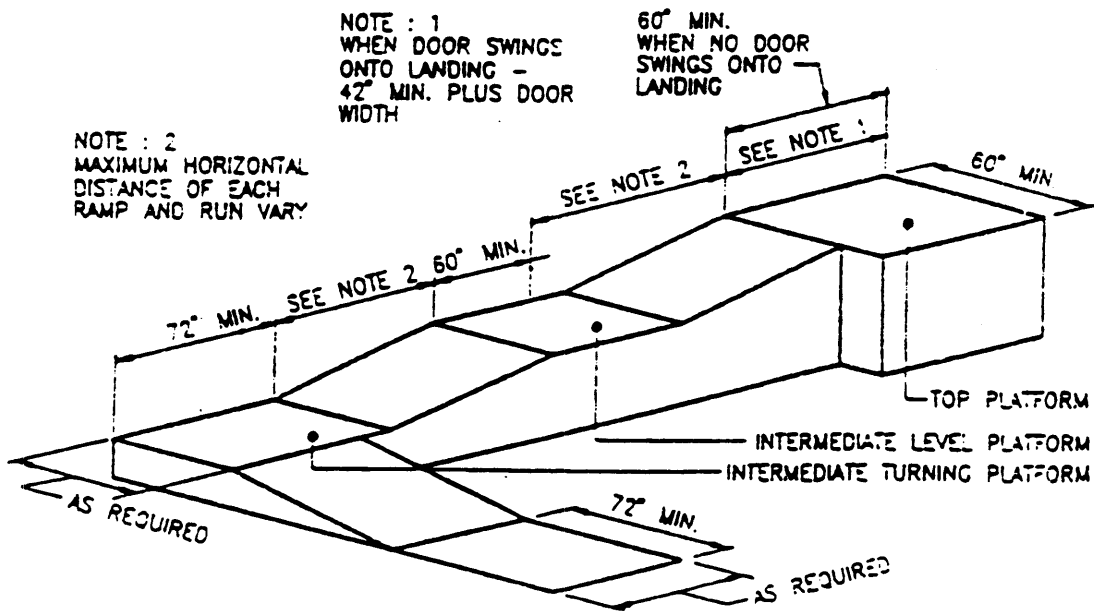 NOTE : 1
WHEN DOOR SWINGS
ONTO LANDING -
42" MIN. PLUS DOOR
WIDTH
60" MIN.
WHEN NO DOOR
SWINGS ONTO
LANDING
NOTE : 2
MAXIMUM HORIZONTAL
DISTANCE OF EACH
RAMP AND RUN VARY
SEE NOTE 1
SEE NOTE 2
60" MIN.
60" MIN.
SEE NOTE 2
72" MIN.
TOP PLATFORM
INTERMEDIATE LEVEL PLATFORM
INTERMEDIATE TURNING PLATFORM
AS REQUIRED
72" MIN.
AS REQUIRED